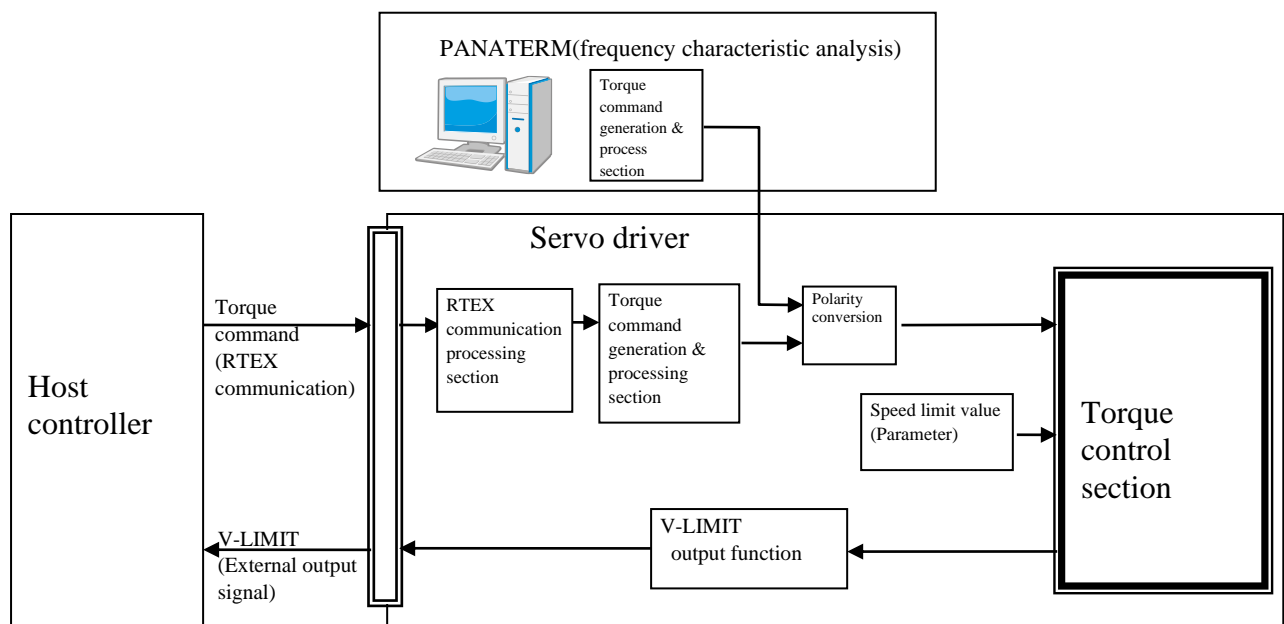 PANATERM(frequency characteristic analysis)
Torque
command
generation &
process
section
Servo driver
Host
controller
Torque
command
(RTEX
communication)
RTEX
communication
processing
section
Torque
command
generation &
processing
section
Polarity
conversion
Speed limit value
(Parameter)
Torque
control
section
V-LIMIT
output function
V-LIMIT
(External output
signal)